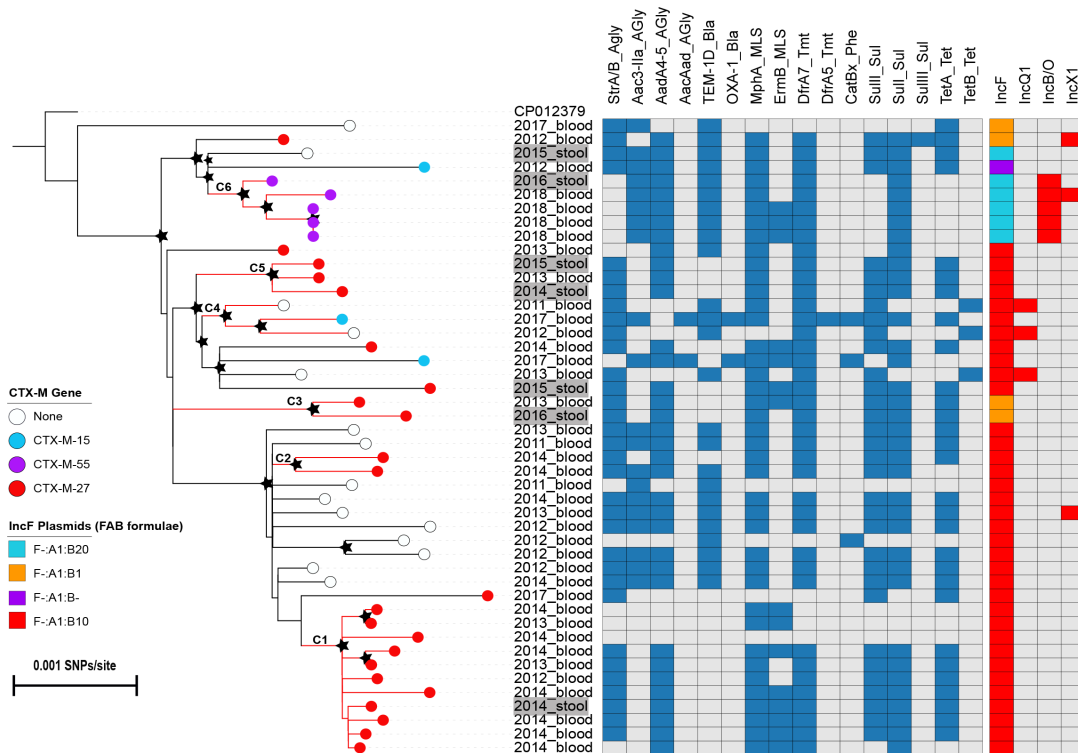 StrA/B_Agly
Aac3-IIa_AGly
AadA4-5_AGly
AacAad_AGly
TEM-1D_Bla
OXA-1_Bla
MphA_MLS
ErmB_MLS
DfrA7_Tmt
DfrA5_Tmt
CatBx_Phe
SulII_Sul
SulI_Sul
SulIII_Sul
TetA_Tet
TetB_Tet
IncF
IncQ1
IncB/O
IncX1
CP012379
2017_blood
2012_blood
2015_stool
2012_blood
2016_stool
2018_blood
2018_blood
2018_blood
2018_blood
2013_blood
2015_stool
2013_blood
2014_stool
2011_blood
2017_blood
2012_blood
2014_blood
2017_blood
2013_blood
2015_stool
2013_blood
2016_stool
2013_blood
2011_blood
2014_blood
2014_blood
2011_blood
2014_blood
2013_blood
2012_blood
2012_blood
2012_blood
2012_blood
2014_blood
2017_blood
2014_blood
2013_blood
2014_blood
2014_blood
2013_blood
2012_blood
2014_blood
2014_stool
2014_blood
2014_blood
2014_blood
C6
C5
C4
C3
C2
C1
CTX-M Gene
None
CTX-M-15
CTX-M-55
CTX-M-27
IncF Plasmids (FAB formulae)
F-:A1:B20
F-:A1:B1
F-:A1:B-
F-:A1:B10
0.001 SNPs/site